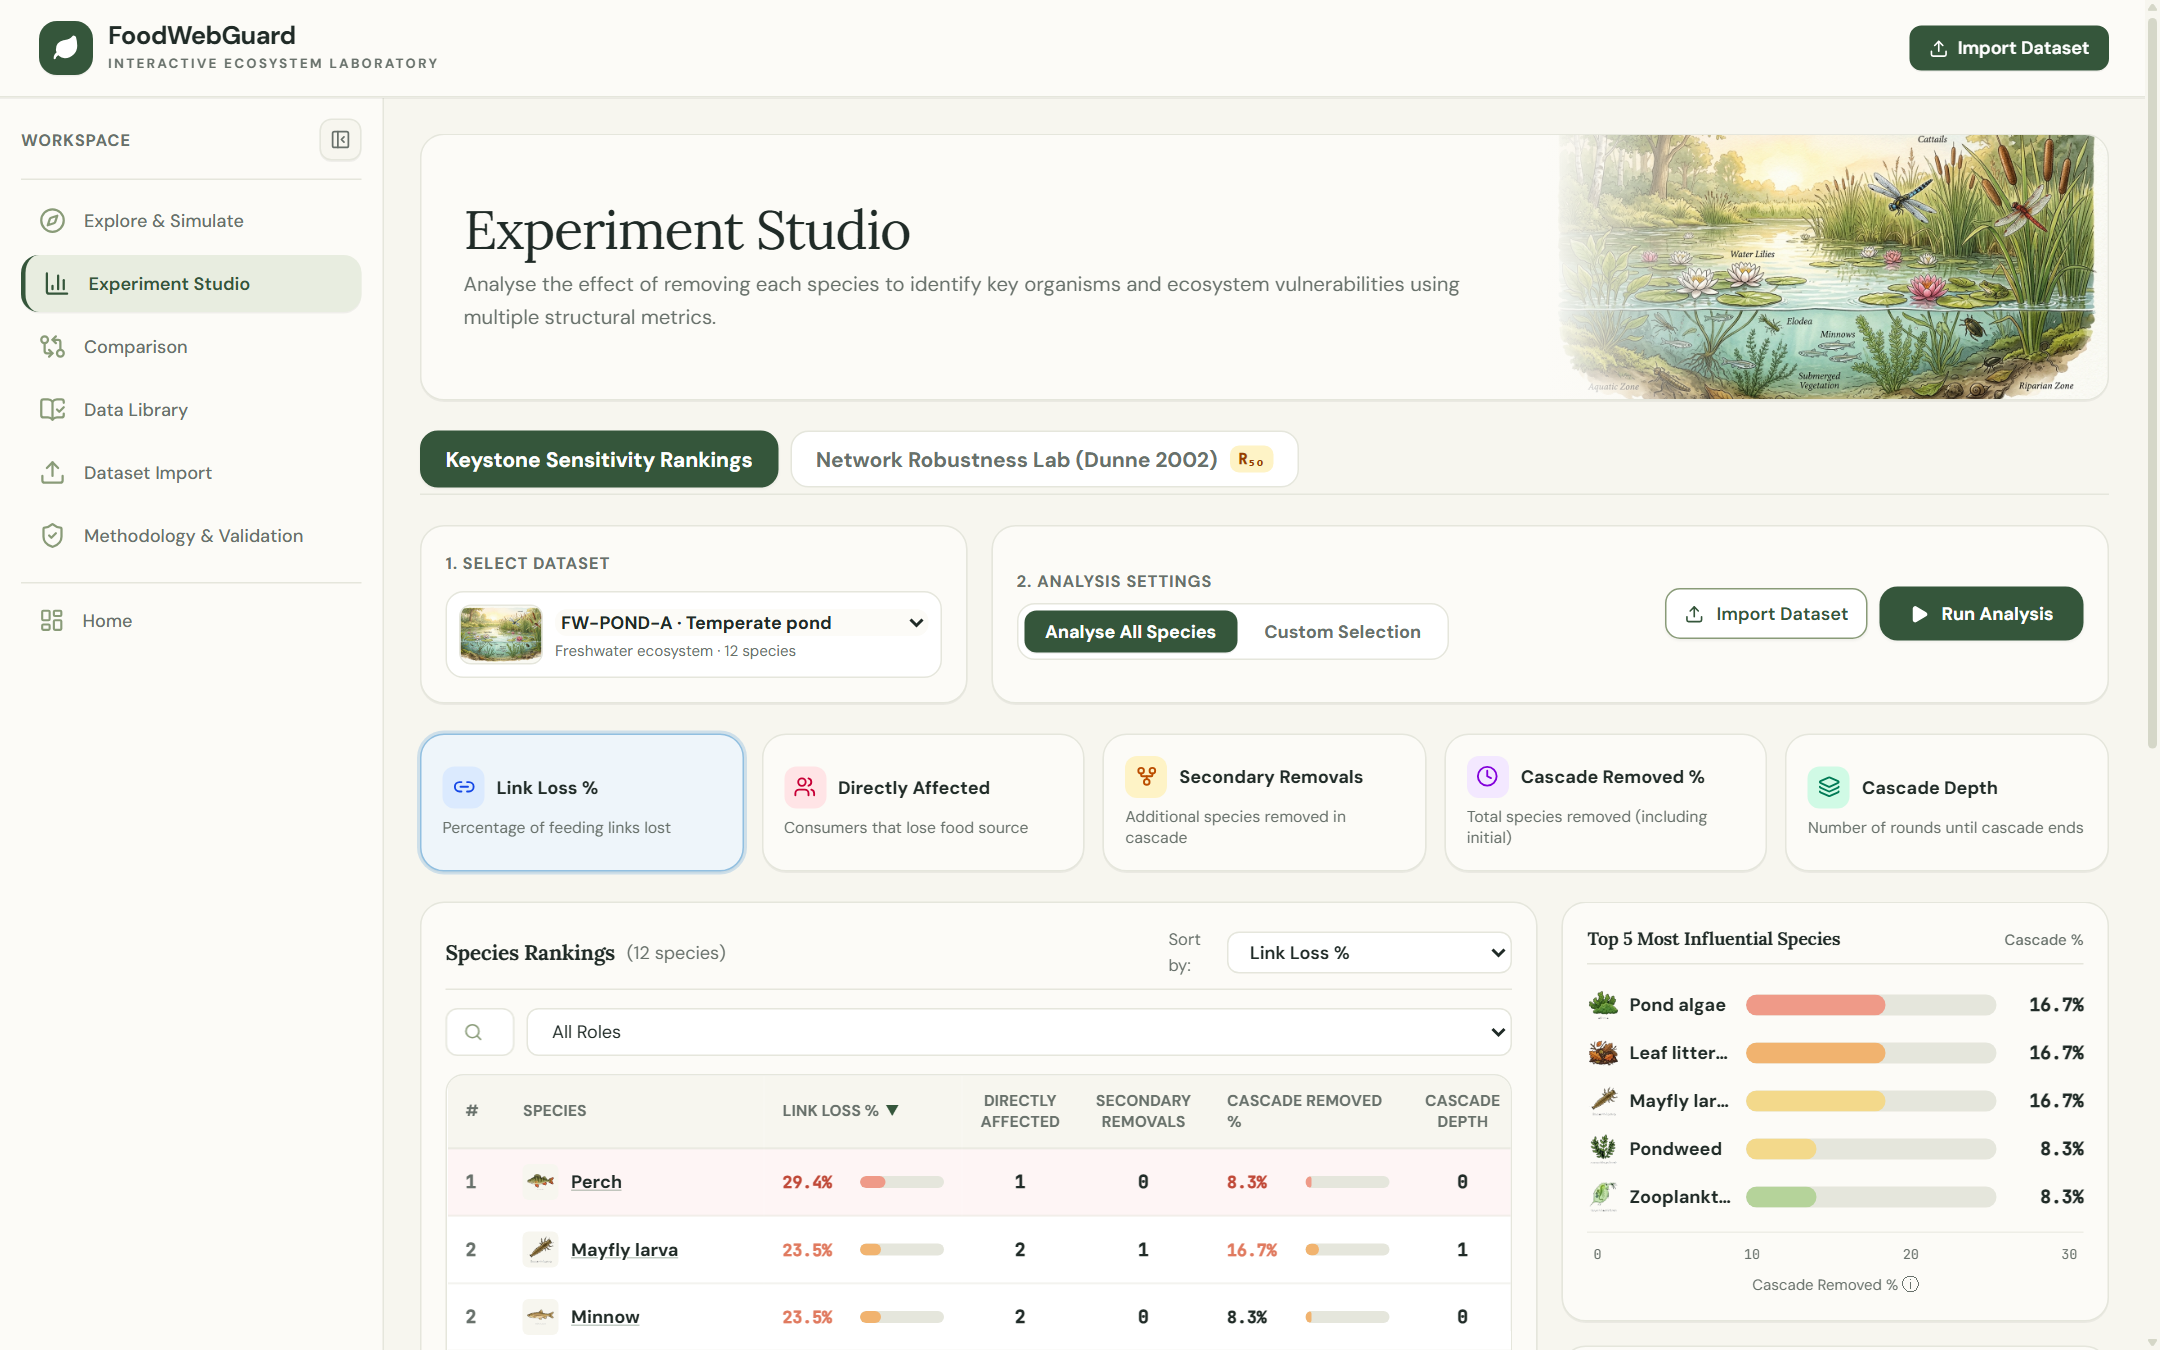 FoodWebGuard
INTERACTIVE ECOSYSTEM LABORATORY
Import Dataset
WORKSPACE
Explore & Simulate
Experiment Studio
Comparison
Data Library
Dataset Import
Methodology & Validation
Home
Experiment Studio
Analyse the effect of removing each species to identify key organisms and ecosystem vulnerabilities using
multiple structural metrics.
Cattails
Water Lilies
Elodea
Minnows
Submerged
Vegetation
Aquatic Zone
Riparian Zone
Keystone Sensitivity Rankings
Network Robustness Lab (Dunne 2002) R₅₀
1. SELECT DATASET
FW-POND-A · Temperate pond
Freshwater ecosystem · 12 species
2. ANALYSIS SETTINGS
Analyse All Species
Custom Selection
Import Dataset
Run Analysis
Link Loss %
Percentage of feeding links lost
Directly Affected
Consumers that lose food source
Secondary Removals
Additional species removed in
cascade
Cascade Removed %
Total species removed (including
initial)
Cascade Depth
Number of rounds until cascade ends
Species Rankings (12 species)
Sort
by:
Link Loss %
All Roles
# SPECIES LINK LOSS % ▼ DIRECTLY AFFECTED SECONDARY REMOVALS CASCADE REMOVED % CASCADE DEPTH
1 Perch 29.4% 1 0 8.3% 0
2 Mayfly larva 23.5% 2 1 16.7% 1
2 Minnow 23.5% 2 0 8.3% 0
Top 5 Most Influential Species Cascade %
Pond algae 16.7%
Leaf litter... 16.7%
Mayfly lar... 16.7%
Pondweed 8.3%
Zooplankt... 8.3%
0 10 20 30
Cascade Removed % ⓘ